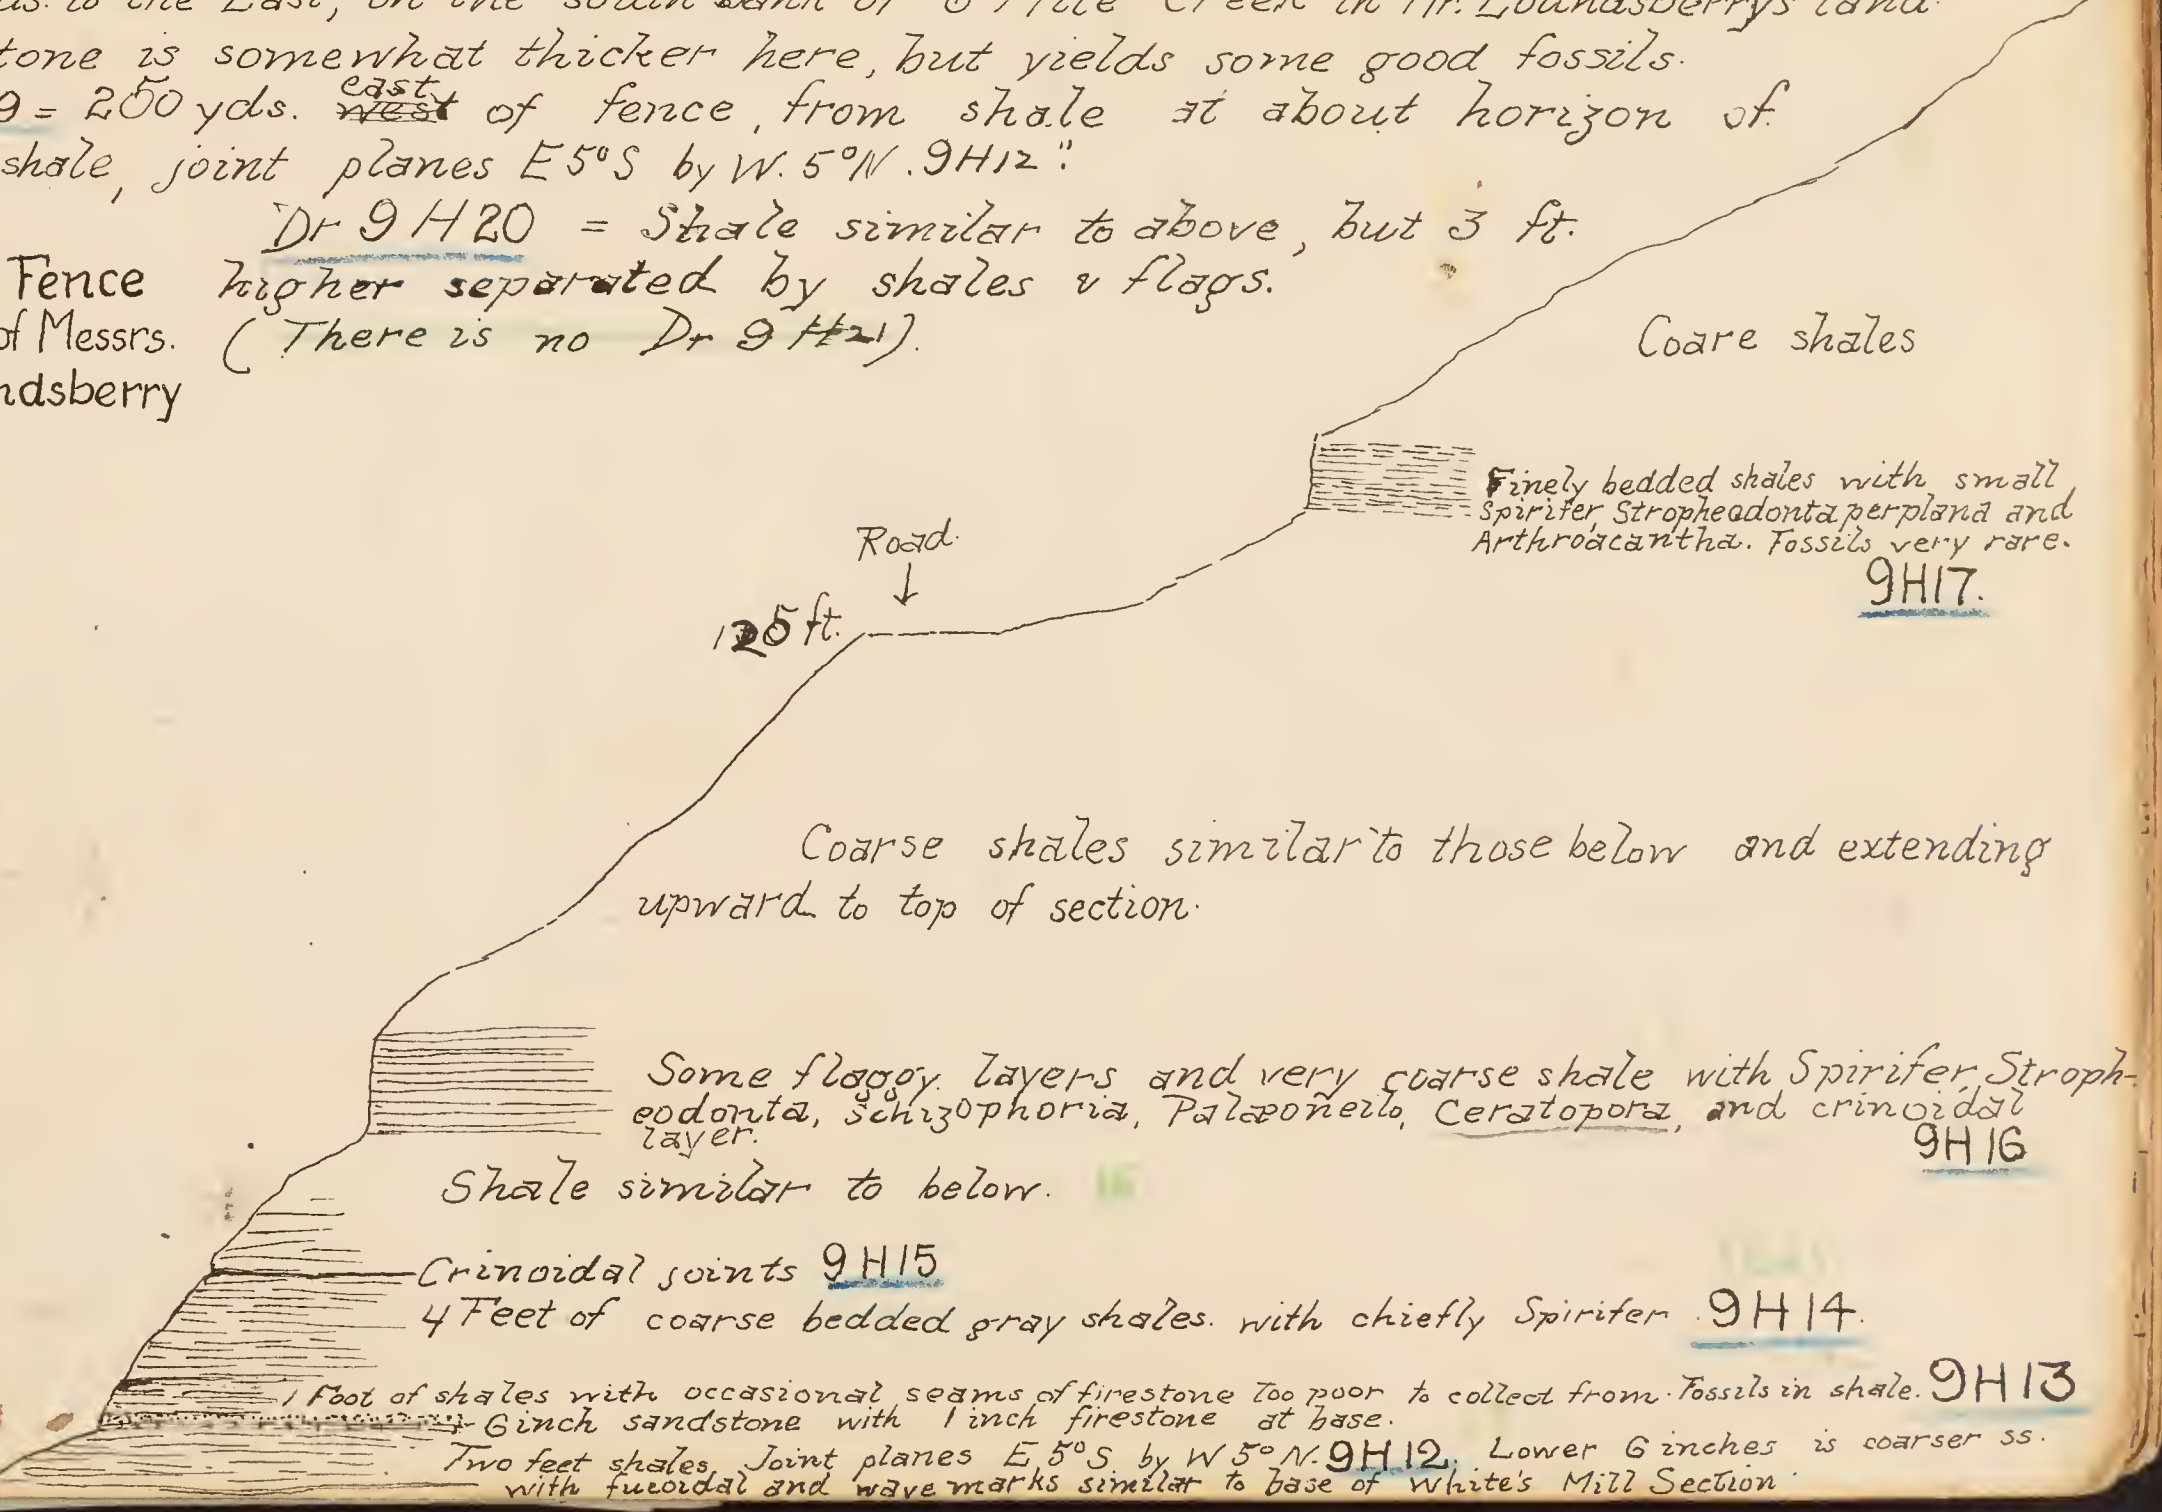 to the East, on the south bank of 6 Mile Creek in Mr. Loundsberrys land.
tone is somewhat thicker here, but yields some good fossils.
east
9 = 250 yds. west of fence, from shale at about horizon of
shale, joint planes E 5° S by W. 5° N. 9H12"
Dr 9 H 20 = Shale similar to above, but 3 ft.
higher separated by shales & flags.
(There is no Dr 9 H21).
Fence
of Messrs.
ndsberry
Coare shales
Finely bedded shales with small
Spirifer, Stropheodonta perplana and
Arthroacantha. Fossils very rare.
9H17.
Road.
125 ft.
Coarse shales similar to those below and extending
upward to top of section.
Some flaggy layers and very coarse shale with Spirifer, Stroph-
eodonta, Schizophoria, Palæoneilo, Ceratopora, and crinoidal
layer.
9H16
Shale similar to below.
Crinoidal joints 9H15
4 Feet of coarse bedded gray shales. with chiefly Spirifer 9H14.
1 Foot of shales with occasional seams of firestone Too poor to collect from. Fossils in shale. 9H13
6 inch sandstone with 1 inch firestone at base.
Two feet shales. Joint planes E 5° S by W 5° N. 9H12. Lower 6 inches is coarser ss.
with fucoidal and wave marks similar to base of White's Mill Section.